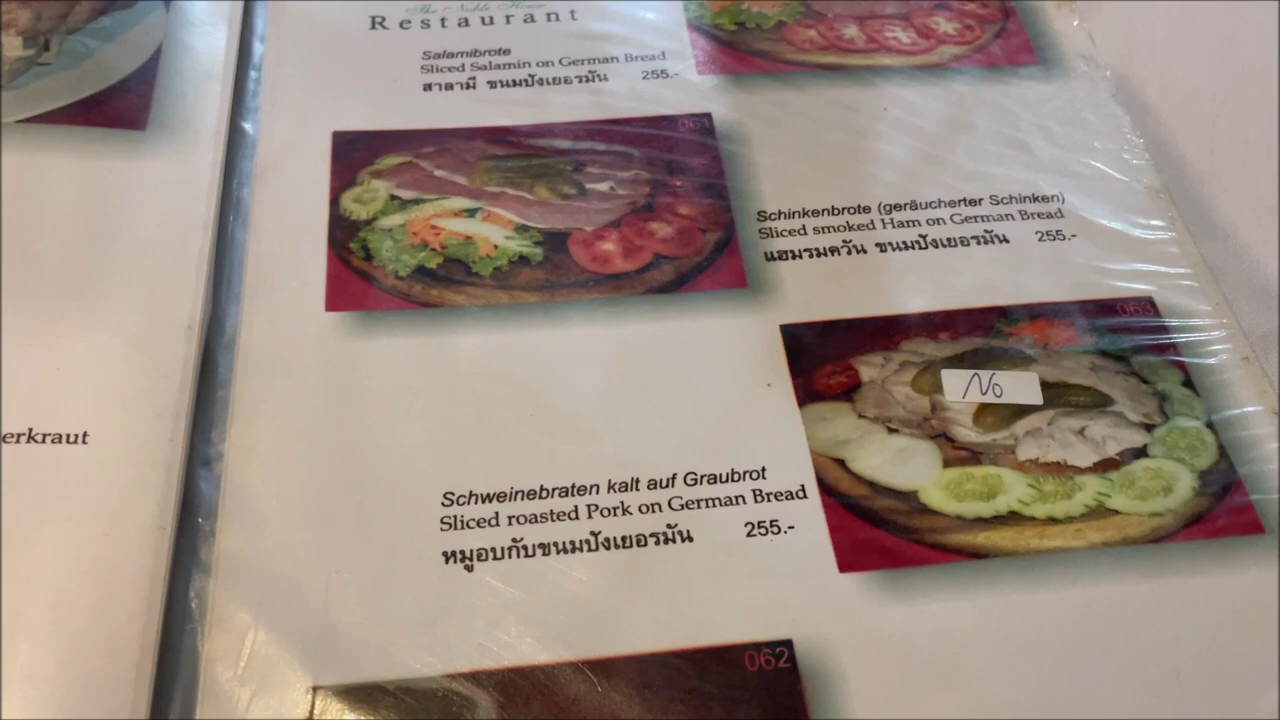 The Noble House
Restaurant
Salamibrote
Sliced Salamin on German Bread
สาลามี ขนมปังเยอรมัน 255.-
061
Schinkenbrote (geräucherter Schinken)
Sliced smoked Ham on German Bread
แฮมรมควัน ขนมปังเยอรมัน 255.-
063
No
erkraut
Schweinebraten kalt auf Graubrot
Sliced roasted Pork on German Bread
หมูอบกับขนมปังเยอรมัน 255.-
062